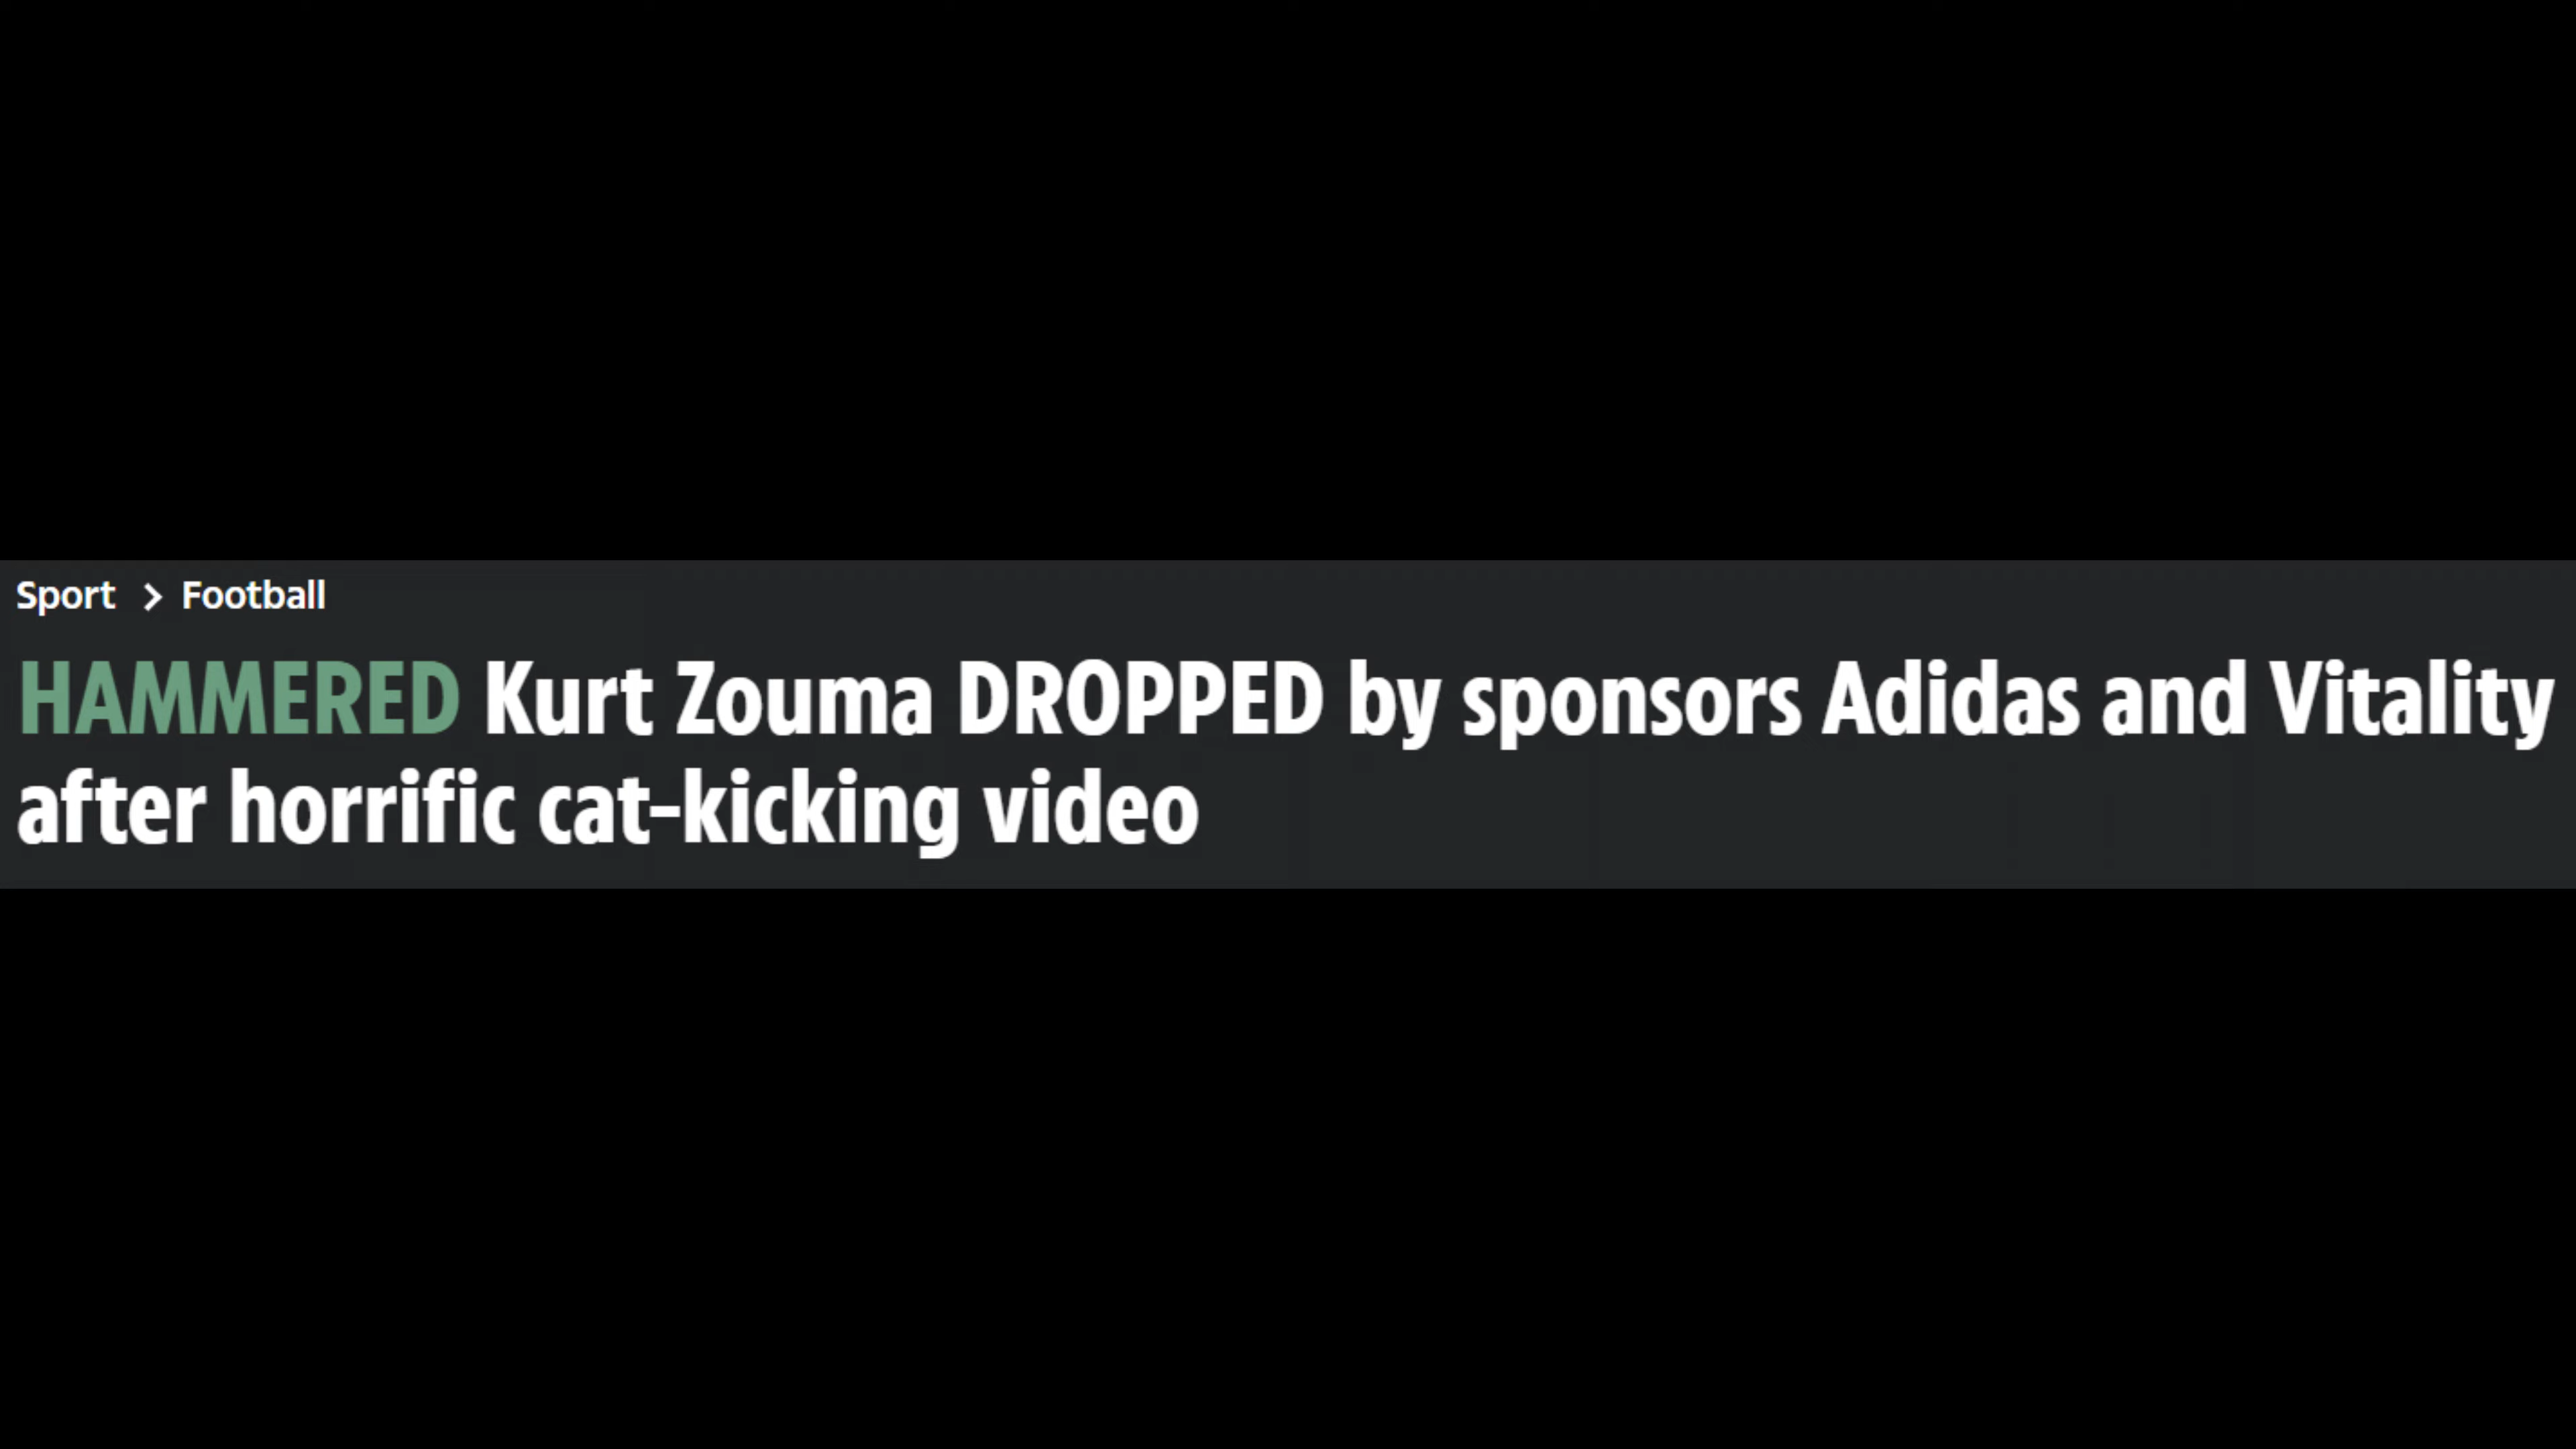 Sport > Football
HAMMERED Kurt Zouma DROPPED by sponsors Adidas and Vitality
after horrific cat-kicking video